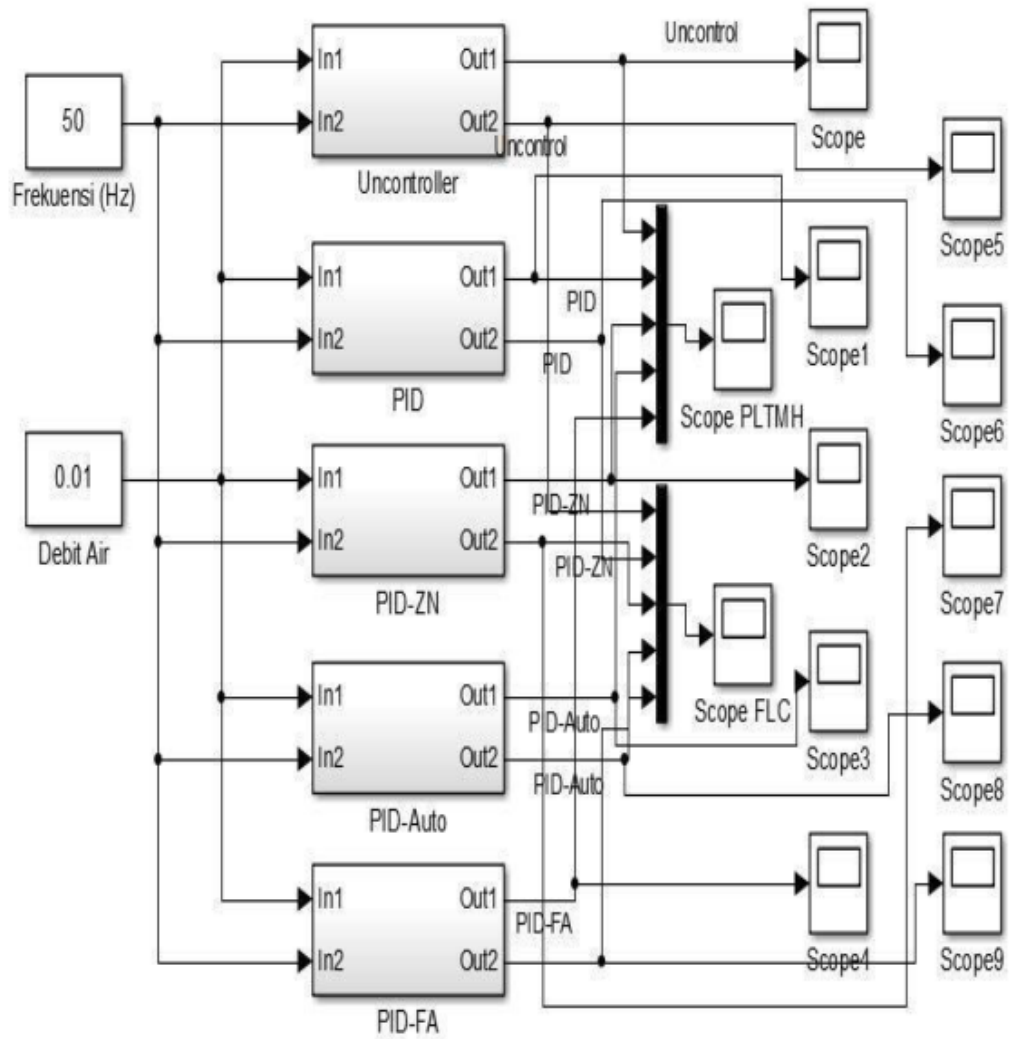 Uncontrol
In1 Out1
50
In2 Out2
Uncontrol
Scope
Frekuensi (Hz)
Uncontroller
Scope5
In1 Out1
PID
In2 Out2
PID
Scope1
PID
Scope PLTMH
Scope6
0.01
In1 Out1
PID-ZN
In2 Out2
PID-ZN
Debit Air
Scope2
PID-ZN
Scope7
In1 Out1
PID-Auto
Scope FLC
In2 Out2
PID-Auto
Scope3
Scope8
PID-Auto
In1 Out1
PID-FA
In2 Out2
Scope4
Scope9
PID-FA